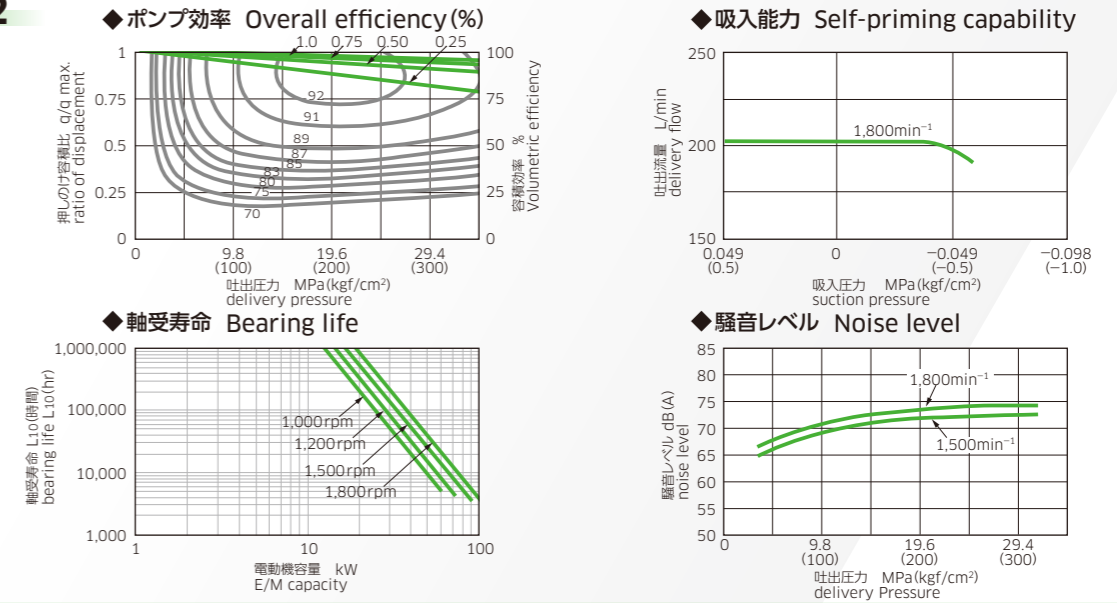 2
◆ポンプ効率 Overall efficiency(%)
1.0 0.75 0.50 0.25
1
0.75
0.5
0.25
0
100
75
50
25
0
92
91
89
87
85
83
80
75
70
押しのけ容積比 q/q max.
ratio of displacement
容積効率 %
Volumetric efficiency
0 9.8 19.6 29.4
(100) (200) (300)
吐出圧力 MPa(kgf/cm²)
delivery pressure
◆吸入能力 Self-priming capability
250
200
150
1,800min⁻¹
吐出流量 L/min
delivery flow
0.049 0 −0.049 −0.098
(0.5) (−0.5) (−1.0)
吸入圧力 MPa(kgf/cm²)
suction pressure
◆軸受寿命 Bearing life
1,000,000
100,000
10,000
1,000
1,000rpm
1,200rpm
1,500rpm
1,800rpm
軸受寿命 L10(時間)
bearing life L10(hr)
1 10 100
電動機容量 kW
E/M capacity
◆騒音レベル Noise level
85
80
75
70
65
60
55
50
1,800min⁻¹
1,500min⁻¹
騒音レベル dB(A)
noise level
0 9.8 19.6 29.4
(100) (200) (300)
吐出圧力 MPa(kgf/cm²)
delivery Pressure